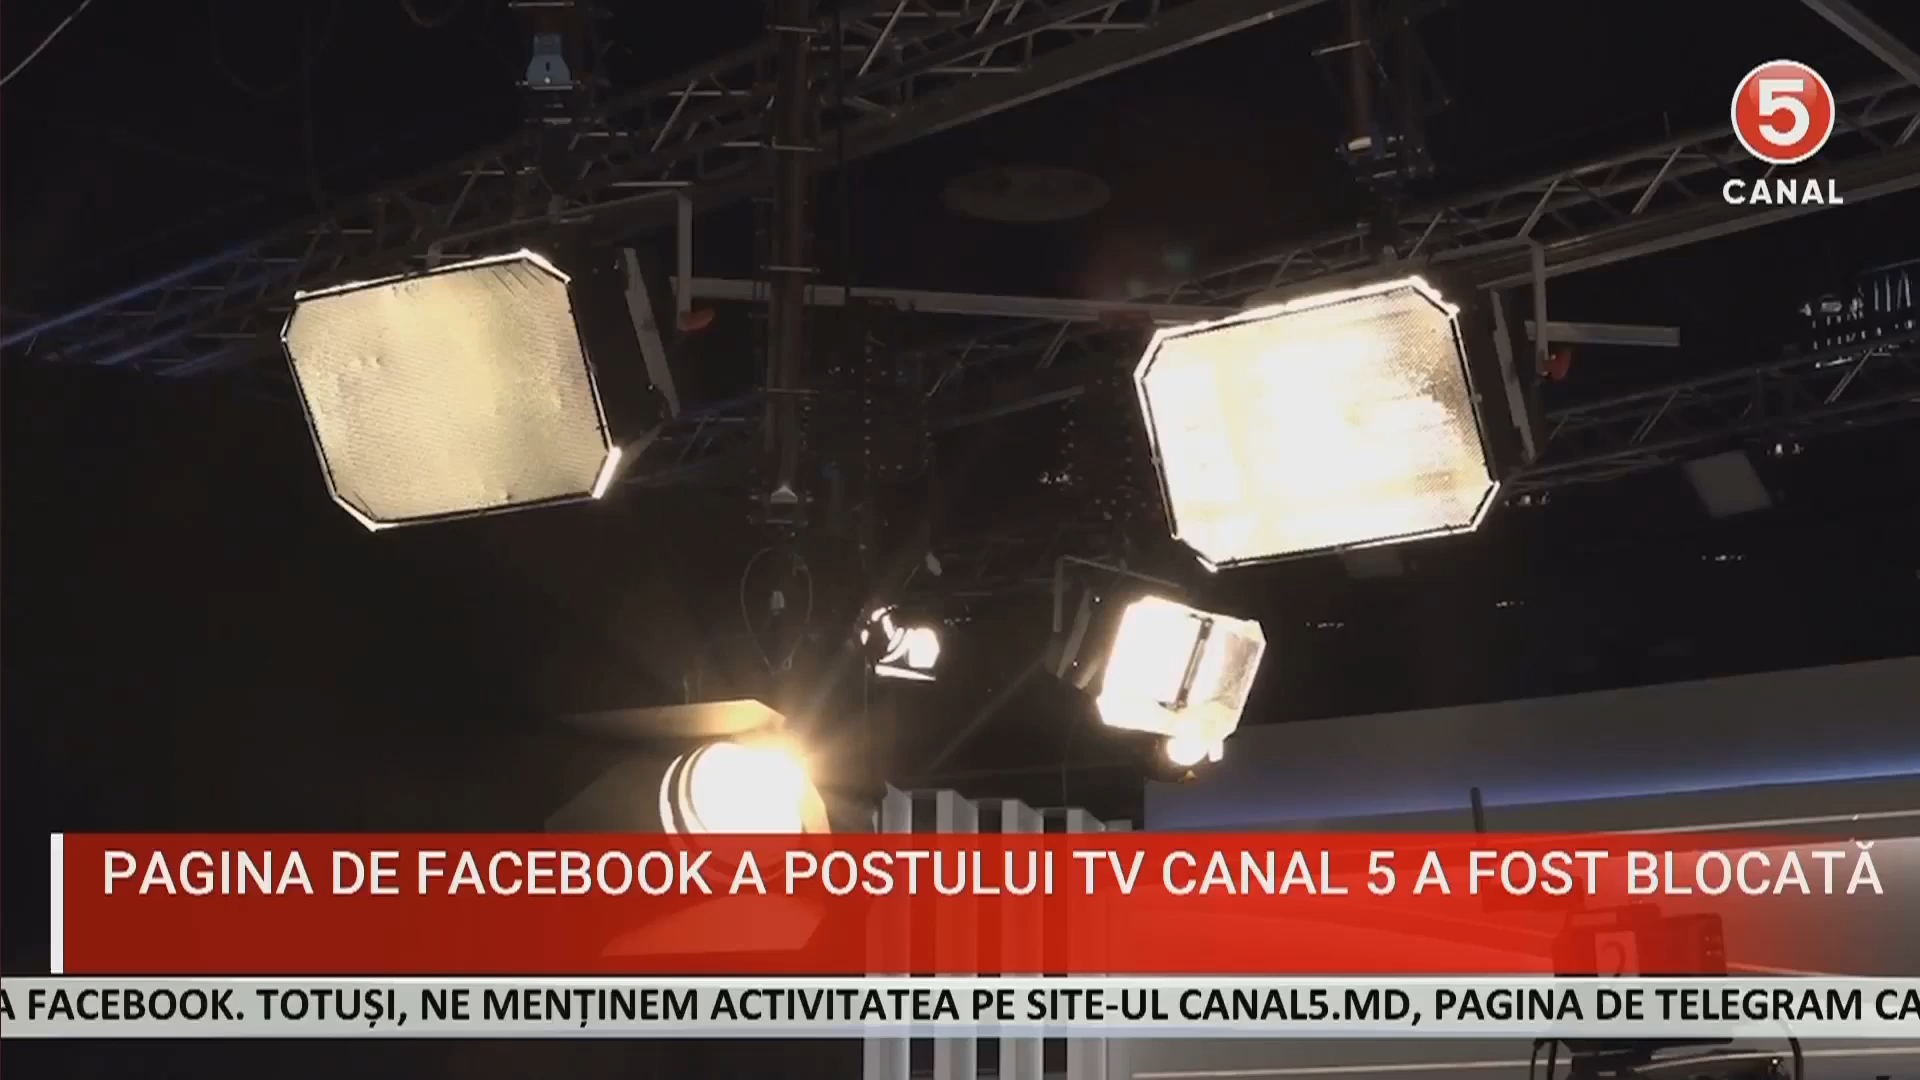 5
CANAL
PAGINA DE FACEBOOK A POSTULUI TV CANAL 5 A FOST BLOCATĂ
A FACEBOOK. TOTUȘI, NE MENȚINEM ACTIVITATEA PE SITE-UL CANAL5.MD, PAGINA DE TELEGRAM CA